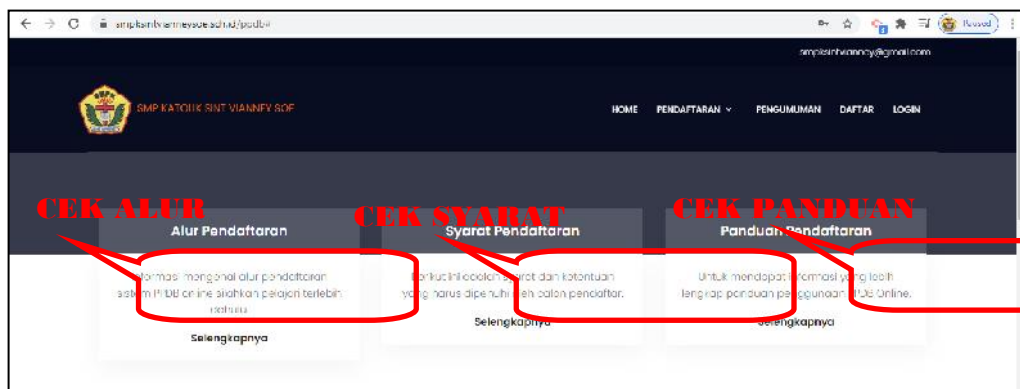 smpksintvianneysoe.sch.id/ppdb#
Paused
smpksintvianney@gmail.com
SMP KATOLIK SINT VIANNEY SOE
HOME PENDAFTARAN PENGUMUMAN DAFTAR LOGIN
CEK ALUR
CEK SYARAT
CEK PANDUAN
Alur Pendaftaran
Informasi mengenai alur pendaftaran
sistem PPDB online silahkan pelajari terlebih
dahulu
Selengkapnya
Syarat Pendaftaran
Berikut ini adalah syarat dan ketentuan
yang harus dipenuhi oleh calon pendaftar.
Selengkapnya
Panduan Pendaftaran
Untuk mendapat informasi yang lebih
lengkap panduan penggunaan PPDB Online.
Selengkapnya